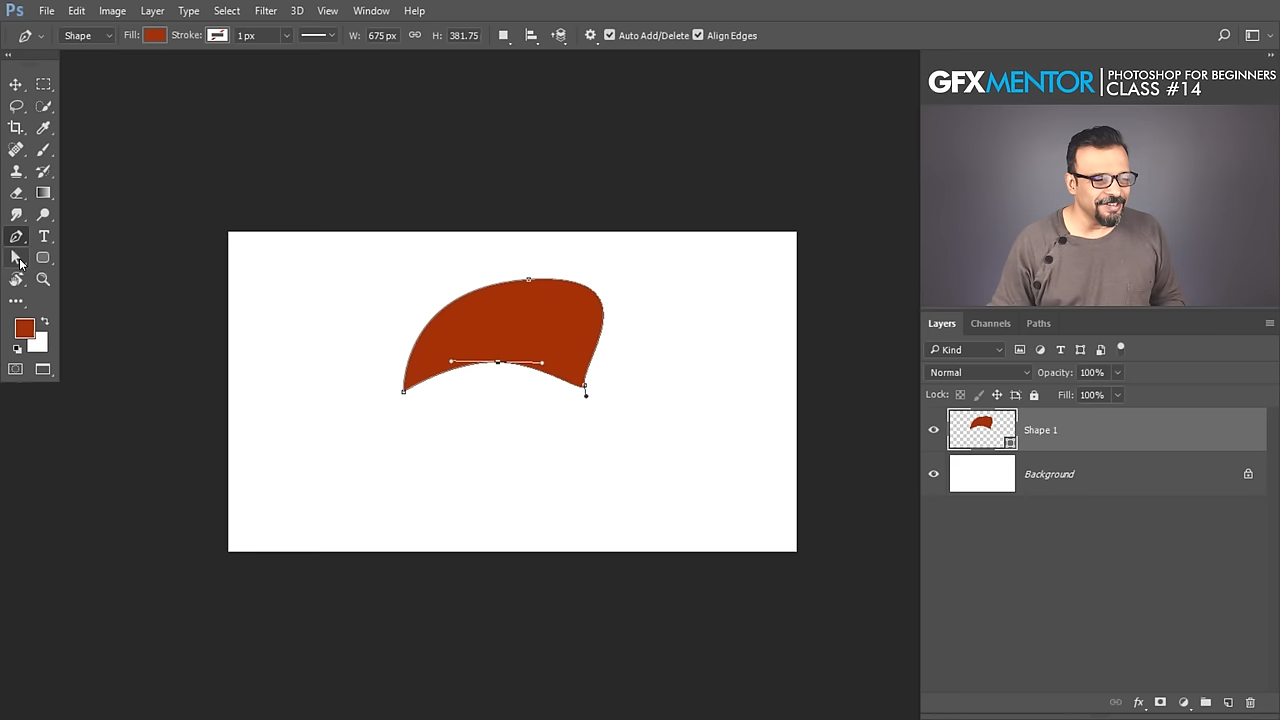 Ps File Edit Image Layer Type Select Filter 3D View Window Help
Shape Fill: Stroke: 1 px W: 675 px H: 381.75 Auto Add/Delete Align Edges
GFXMENTOR PHOTOSHOP FOR BEGINNERS
CLASS #14
T
Layers Channels Paths
Kind T
Normal Opacity: 100%
Lock: Fill: 100%
Shape 1
Background
fx